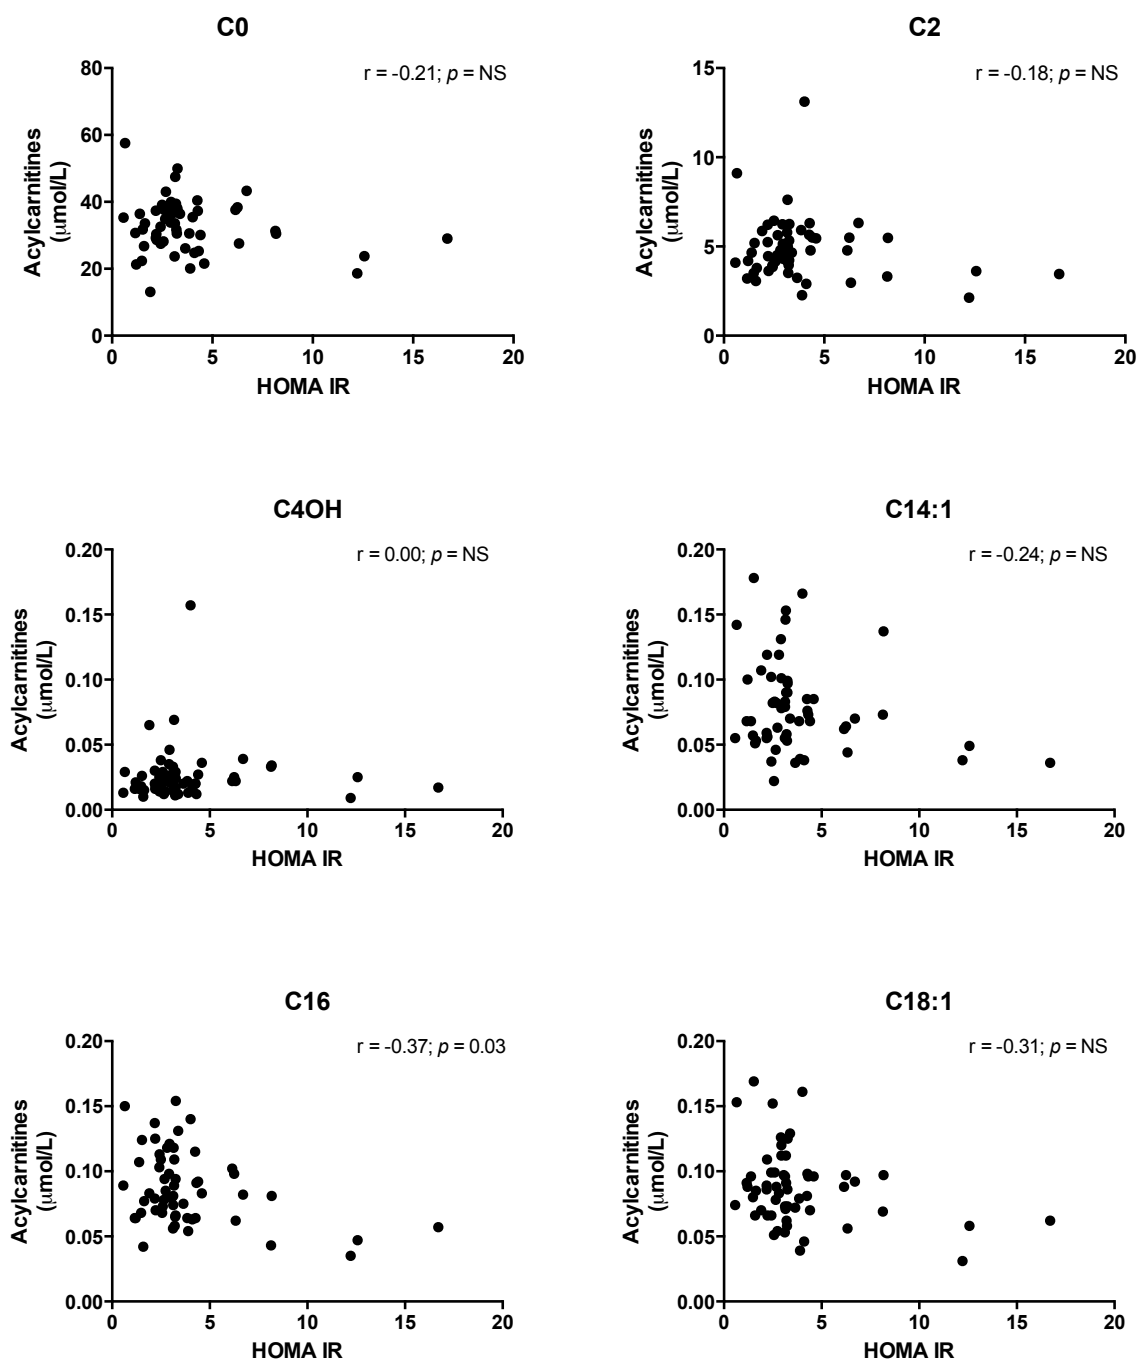 C0
r = -0.21; p = NS
Acylcarnitines
(μmol/L)
80
60
40
20
0
0 5 10 15 20
HOMA IR
C2
r = -0.18; p = NS
Acylcarnitines
(μmol/L)
15
10
5
0
0 5 10 15 20
HOMA IR
C4OH
r = 0.00; p = NS
Acylcarnitines
(μmol/L)
0.20
0.15
0.10
0.05
0.00
0 5 10 15 20
HOMA IR
C14:1
r = -0.24; p = NS
Acylcarnitines
(μmol/L)
0.20
0.15
0.10
0.05
0.00
0 5 10 15 20
HOMA IR
C16
r = -0.37; p = 0.03
Acylcarnitines
(μmol/L)
0.20
0.15
0.10
0.05
0.00
0 5 10 15 20
HOMA IR
C18:1
r = -0.31; p = NS
Acylcarnitines
(μmol/L)
0.20
0.15
0.10
0.05
0.00
0 5 10 15 20
HOMA IR